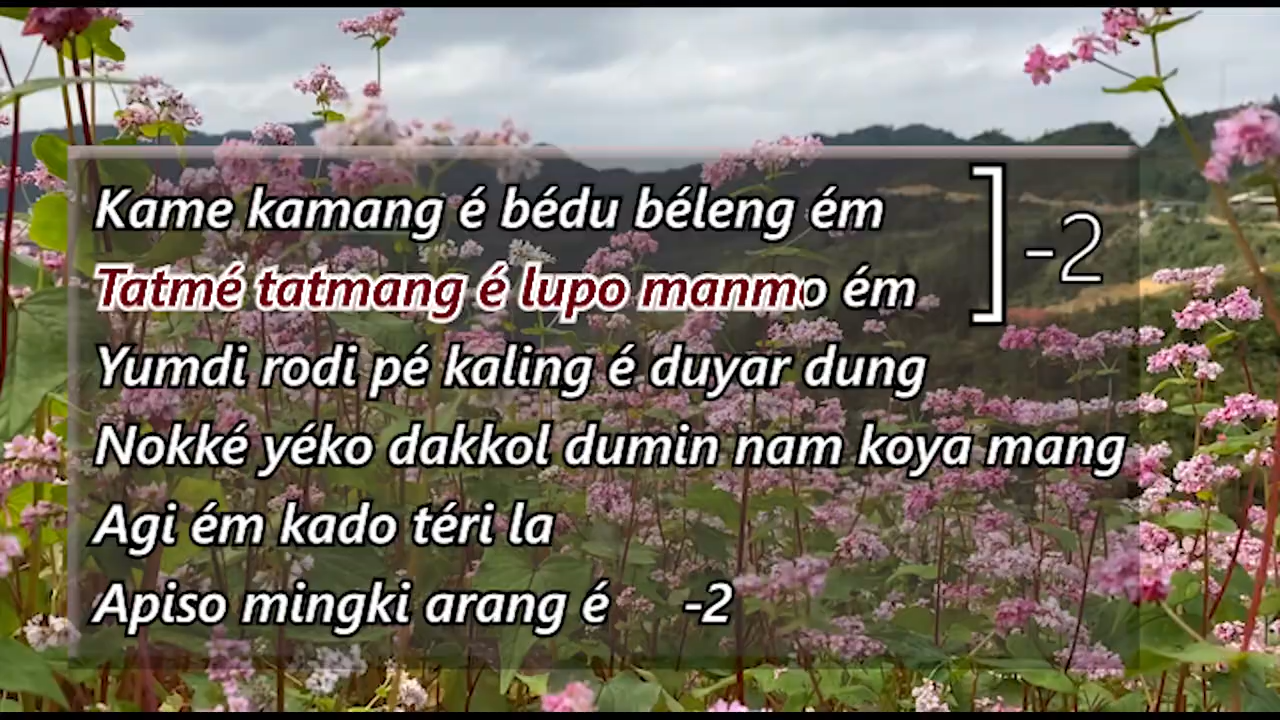 Kame kamang é bédu béleng ém
Tatmé tatmang é lupo manmo ém
] -2
Yumdi rodi pé kaling é duyar dung
Nokké yéko dakkol dumin nam koya mang
Agi ém kado téri la
Apiso mingki arang é -2